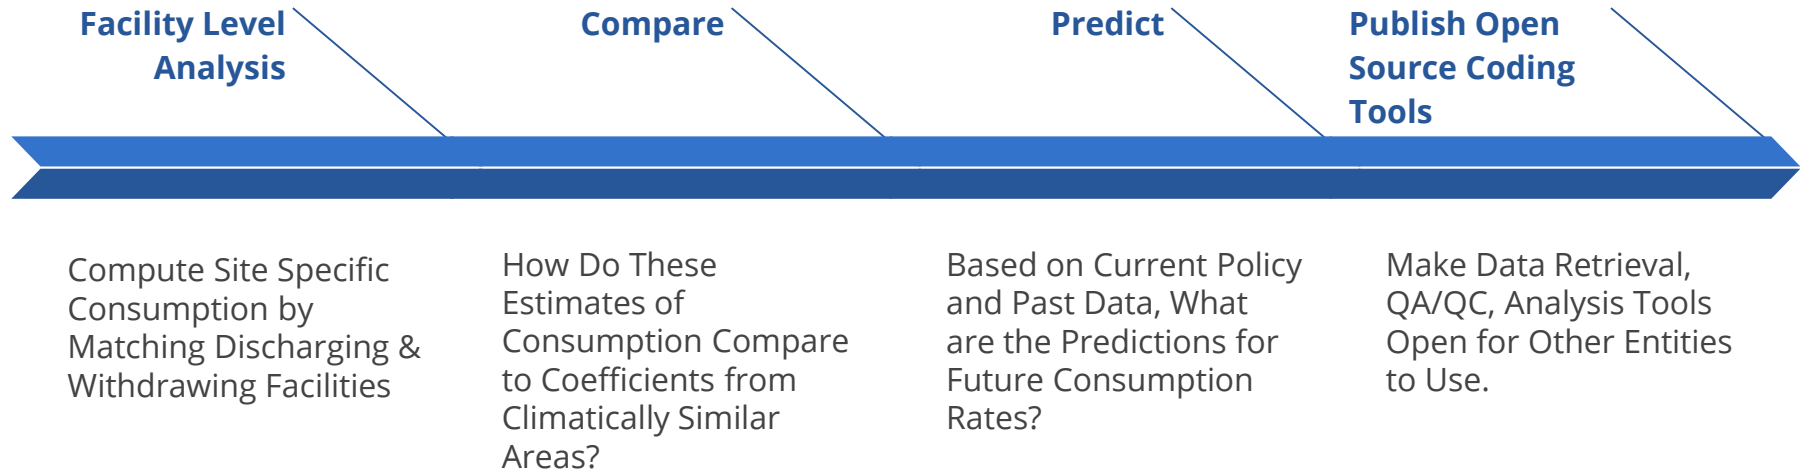 Facility Level
Analysis
Compare
Predict
Publish Open
Source Coding
Tools
Compute Site Specific
Consumption by
Matching Discharging &
Withdrawing Facilities
How Do These
Estimates of
Consumption Compare
to Coefficients from
Climatically Similar
Areas?
Based on Current Policy
and Past Data, What
are the Predictions for
Future Consumption
Rates?
Make Data Retrieval,
QA/QC, Analysis Tools
Open for Other Entities
to Use.